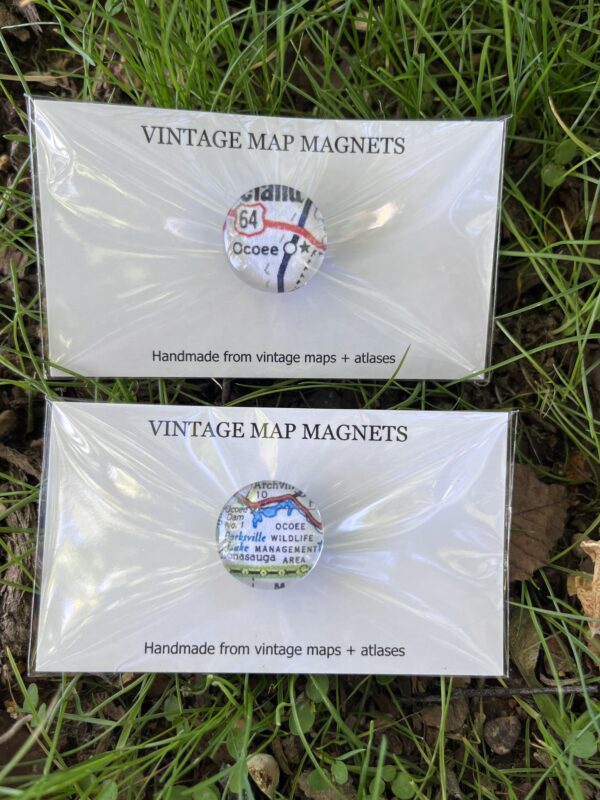 VINTAGE MAP MAGNETS
64
Ocoee
Handmade from vintage maps + atlases
VINTAGE MAP MAGNETS
10
Ocoee
Dam
No. 1
OCOEE
Parksville WILDLIFE
Lake MANAGEMENT
AREA
Handmade from vintage maps + atlases